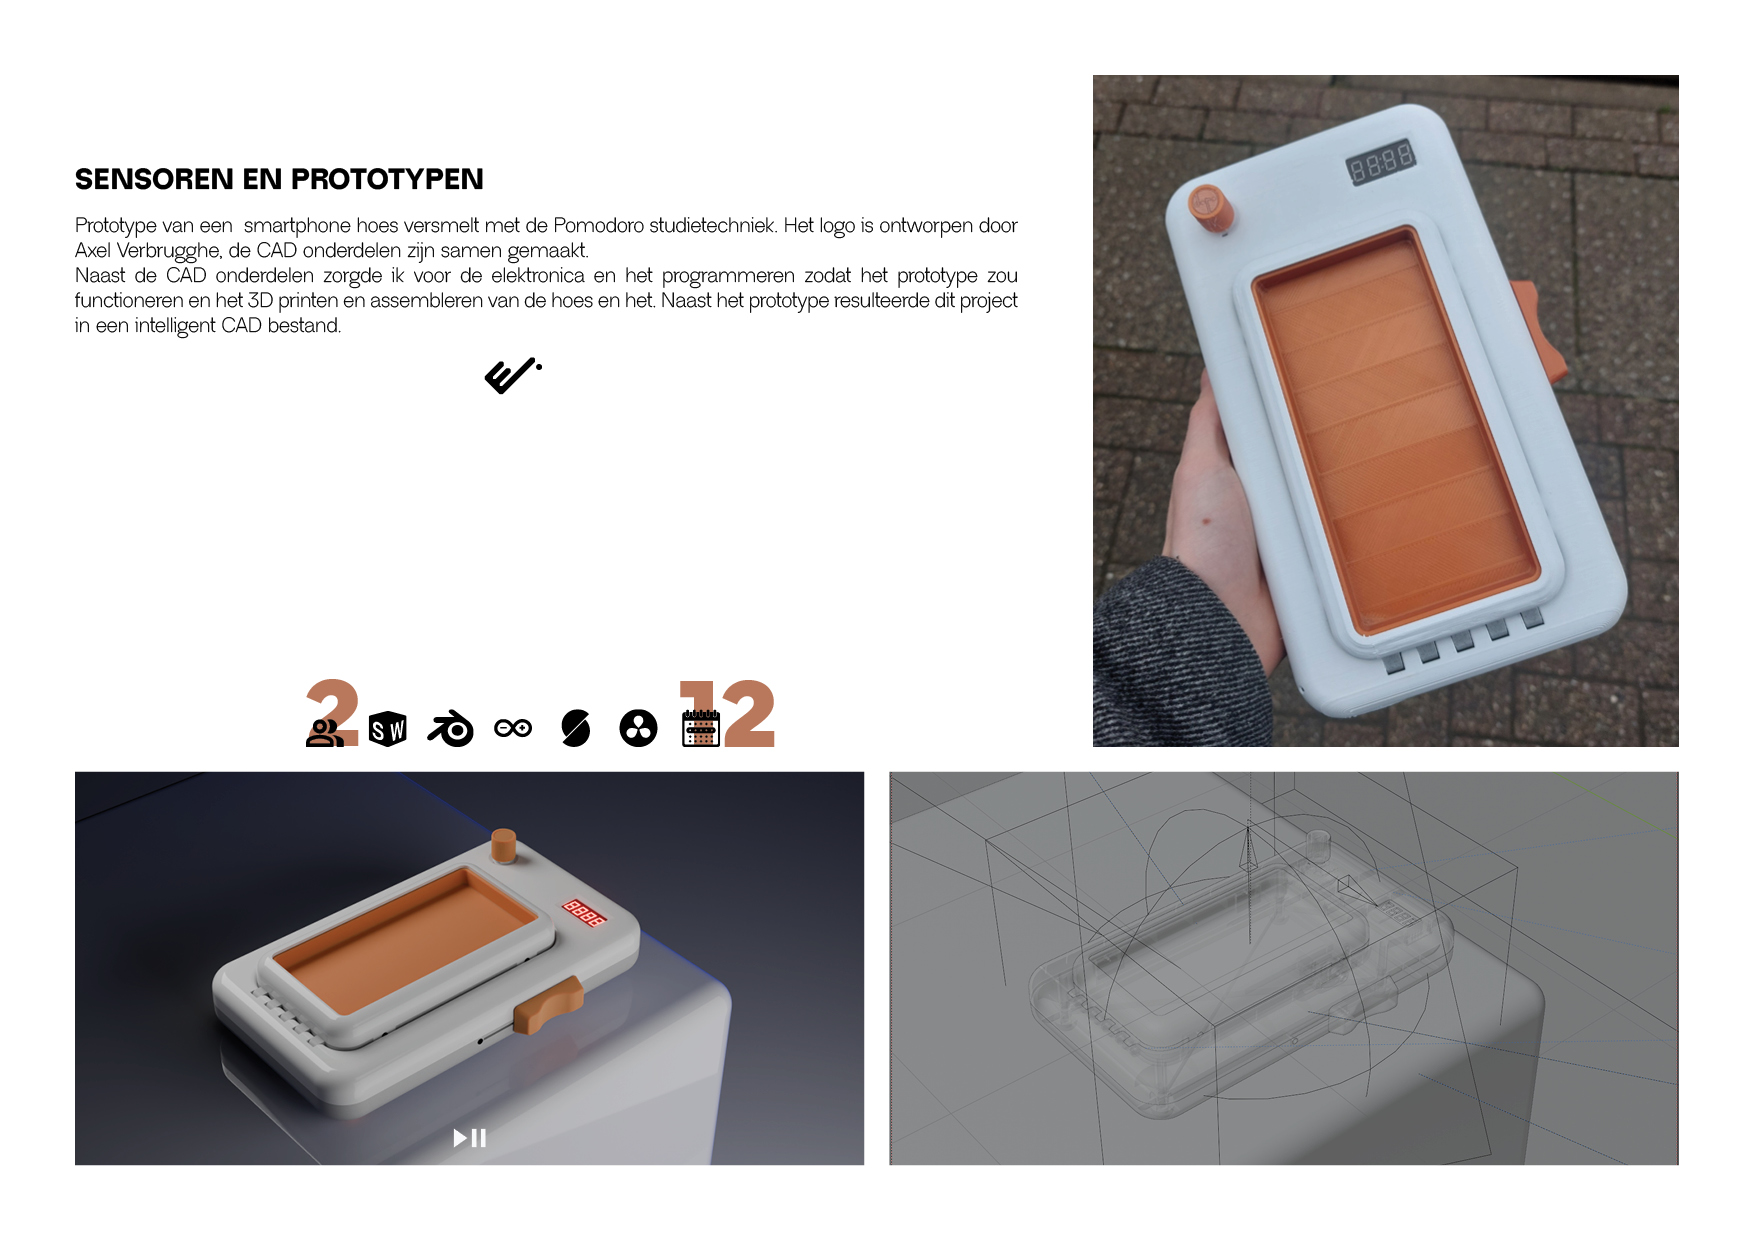 SENSOREN EN PROTOTYPEN
Prototype van een  smartphone hoes versmelt met de Pomodoro studietechniek. Het logo is ontworpen door
Axel Verbrugghe, de CAD onderdelen zijn samen gemaakt.
Naast de CAD onderdelen zorgde ik voor de elektronica en het programmeren zodat het prototype zou
functioneren en het 3D printen en assembleren van de hoes en het. Naast het prototype resulteerde dit project
in een intelligent CAD bestand.
88:88
2 SW 12
8888